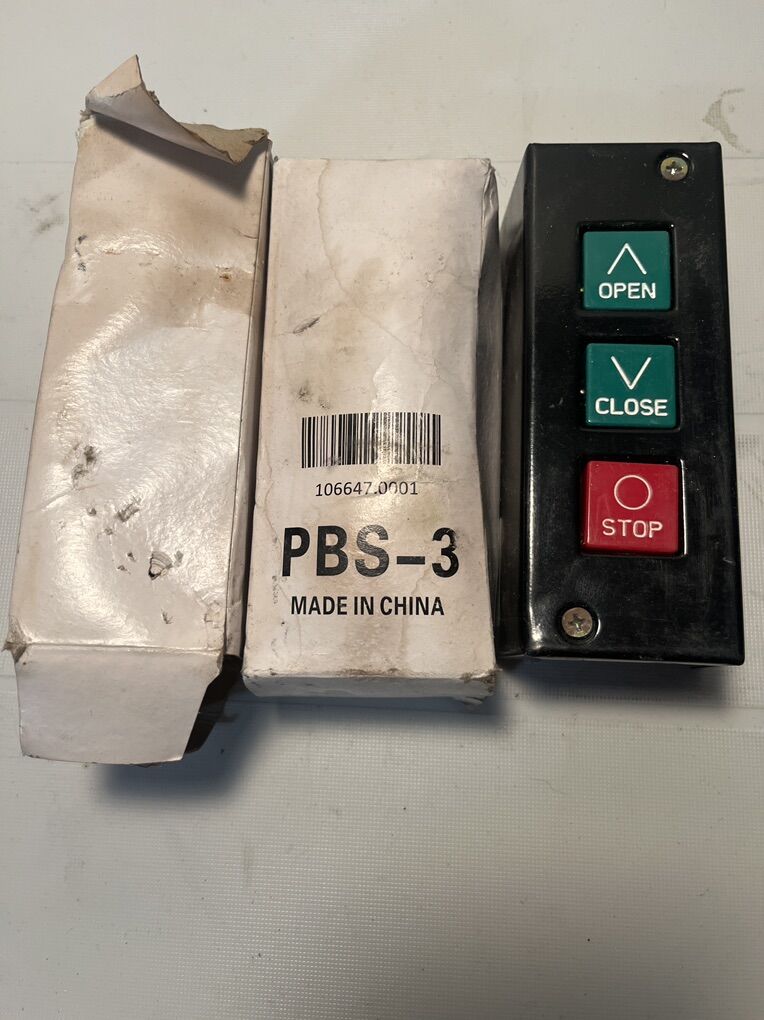 106647.0001
PBS-3
MADE IN CHINA
OPEN
CLOSE
STOP